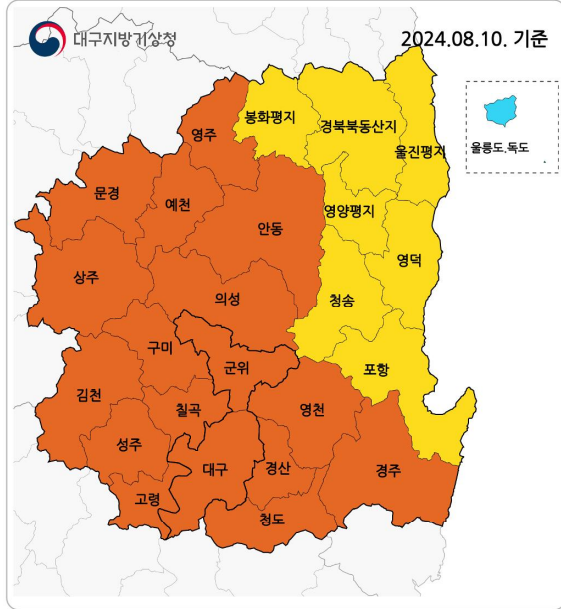 대구지방기상청
2024.08.10. 기준
봉화평지
경북북동산지
영주
울진평지
울릉도.독도
문경
예천
영양평지
안동
영덕
상주
의성
청송
구미
군위
포항
김천
칠곡
영천
성주
대구
경산
경주
고령
청도